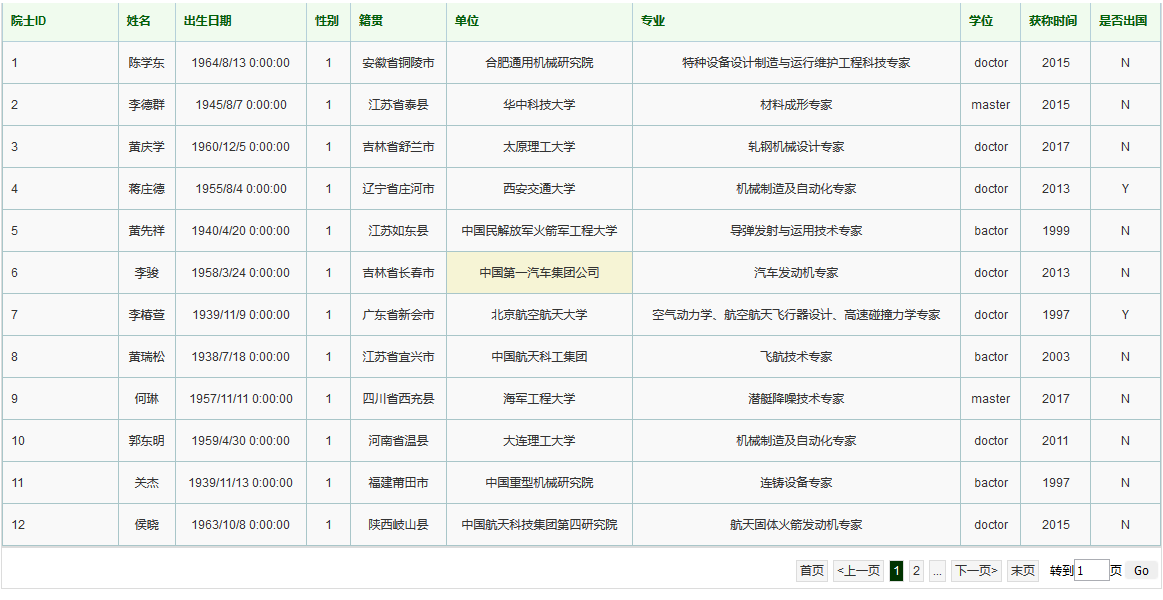 院士ID 姓名 出生日期 性别 籍贯 单位 专业 学位 获称时间 是否出国
1 陈学东 1964/8/13 0:00:00 1 安徽省铜陵市 合肥通用机械研究院 特种设备设计制造与运行维护工程科技专家 doctor 2015 N
2 李德群 1945/8/7 0:00:00 1 江苏省泰县 华中科技大学 材料成形专家 master 2015 N
3 黄庆学 1960/12/5 0:00:00 1 吉林省舒兰市 太原理工大学 轧钢机械设计专家 doctor 2017 N
4 蒋庄德 1955/8/4 0:00:00 1 辽宁省庄河市 西安交通大学 机械制造及自动化专家 doctor 2013 Y
5 黄先祥 1940/4/20 0:00:00 1 江苏如东县 中国民解放军火箭军工程大学 导弹发射与运用技术专家 bactor 1999 N
6 李骏 1958/3/24 0:00:00 1 吉林省长春市 中国第一汽车集团公司 汽车发动机专家 doctor 2013 N
7 李椿萱 1939/11/9 0:00:00 1 广东省新会市 北京航空航天大学 空气动力学、航空航天飞行器设计、高速碰撞力学专家 doctor 1997 Y
8 黄瑞松 1938/7/18 0:00:00 1 江苏省宜兴市 中国航天科工集团 飞航技术专家 bactor 2003 N
9 何琳 1957/11/11 0:00:00 1 四川省西充县 海军工程大学 潜艇降噪技术专家 master 2017 N
10 郭东明 1959/4/30 0:00:00 1 河南省温县 大连理工大学 机械制造及自动化专家 doctor 2011 N
11 关杰 1939/11/13 0:00:00 1 福建莆田市 中国重型机械研究院 连铸设备专家 bactor 1997 N
12 侯晓 1963/10/8 0:00:00 1 陕西岐山县 中国航天科技集团第四研究院 航天固体火箭发动机专家 doctor 2015 N
首页 <上一页 1 2 ... 下一页> 末页 转到 1 页 Go